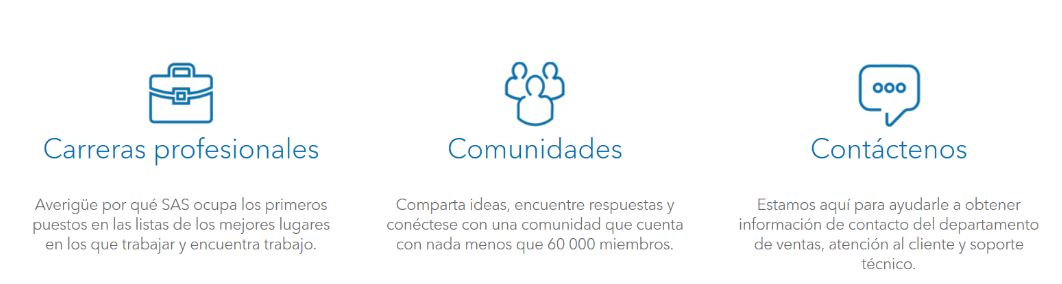 Carreras profesionales
Averigüe por qué SAS ocupa los primeros
puestos en las listas de los mejores lugares
en los que trabajar y encuentra trabajo.
Comunidades
Comparta ideas, encuentre respuestas y
conéctese con una comunidad que cuenta
con nada menos que 60 000 miembros.
Contáctenos
Estamos aquí para ayudarle a obtener
información de contacto del departamento
de ventas, atención al cliente y soporte
técnico.